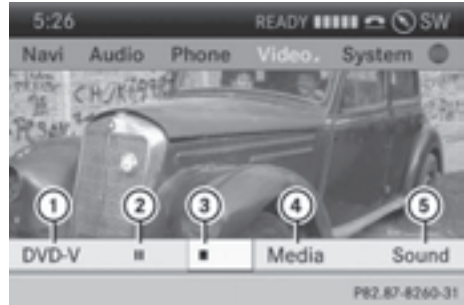 5:26 READY SW
Navi Audio Phone Video System
1 2 3 4 5
DVD-V Media Sound
P82.87-8260-31